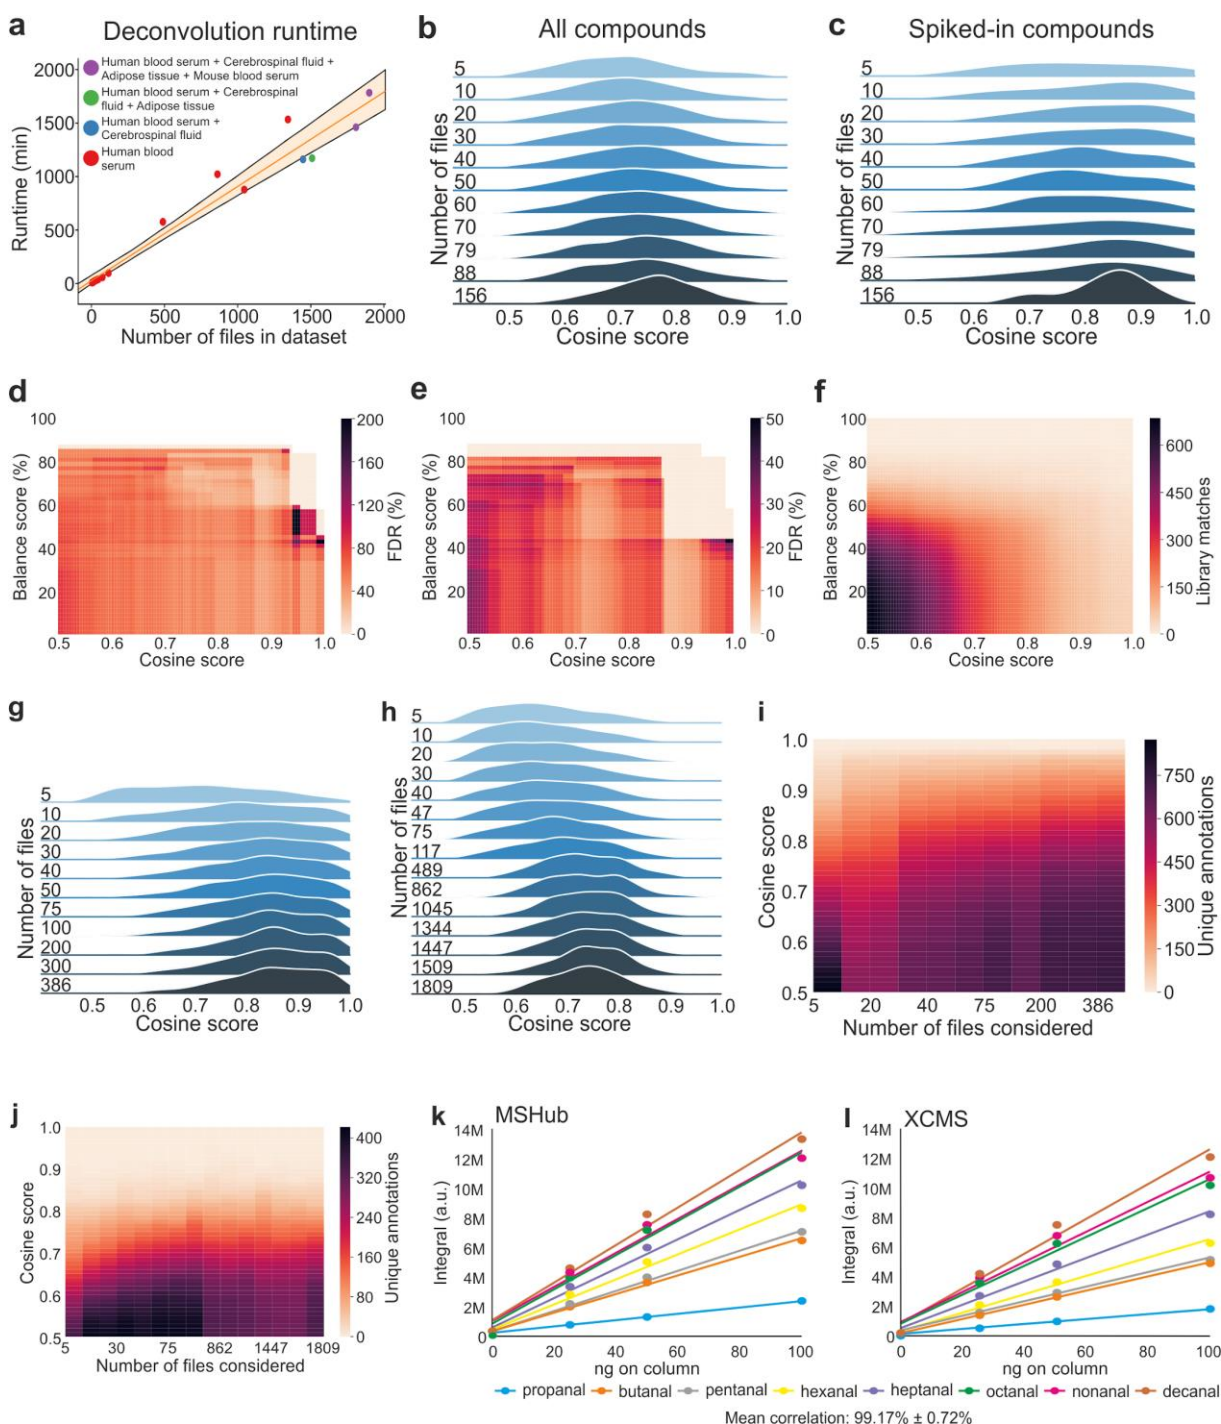 a
Deconvolution runtime
Human blood serum + Cerebrospinal fluid +
Adipose tissue + Mouse blood serum
Human blood serum + Cerebrospinal
fluid + Adipose tissue
Human blood serum +
Cerebrospinal fluid
Human blood
serum
2000
1500
1000
500
0
Runtime (min)
0 500 1000 1500 2000
Number of files in dataset
b
All compounds
Number of files
5
10
20
30
40
50
60
70
79
88
156
0.5 0.6 0.7 0.8 0.9 1.0
Cosine score
c
Spiked-in compounds
Number of files
5
10
20
30
40
50
60
70
79
88
156
0.5 0.6 0.7 0.8 0.9 1.0
Cosine score
d
Balance score (%)
100
80
60
40
20
0.5 0.6 0.7 0.8 0.9 1.0
Cosine score
200
160
120
80
40
0
FDR (%)
e
Balance score (%)
100
80
60
40
20
0.5 0.6 0.7 0.8 0.9 1.0
Cosine score
50
40
30
20
10
0
FDR (%)
f
Balance score (%)
100
80
60
40
20
0.5 0.6 0.7 0.8 0.9 1.0
Cosine score
600
450
300
150
0
Library matches
g
Number of files
5
10
20
30
40
50
75
100
200
300
386
0.5 0.6 0.7 0.8 0.9 1.0
Cosine score
h
Number of files
5
10
20
30
40
47
75
117
489
862
1045
1344
1447
1509
1809
0.5 0.6 0.7 0.8 0.9 1.0
Cosine score
i
Cosine score
1.0
0.9
0.8
0.7
0.6
0.5
5 20 40 75 200 386
Number of files considered
750
600
450
300
150
0
Unique annotations
j
Cosine score
1.0
0.9
0.8
0.7
0.6
0.5
5 30 75 862 1447 1809
Number of files considered
400
320
240
160
80
0
Unique annotations
k
MSHub
Integral (a.u.)
14M
12M
10M
8M
6M
4M
2M
0
0 20 40 60 80 100
ng on column
l
XCMS
Integral (a.u.)
14M
12M
10M
8M
6M
4M
2M
0
0 20 40 60 80 100
ng on column
propanal butanal pentanal hexanal heptanal octanal nonanal decanal
Mean correlation: 99.17% ± 0.72%